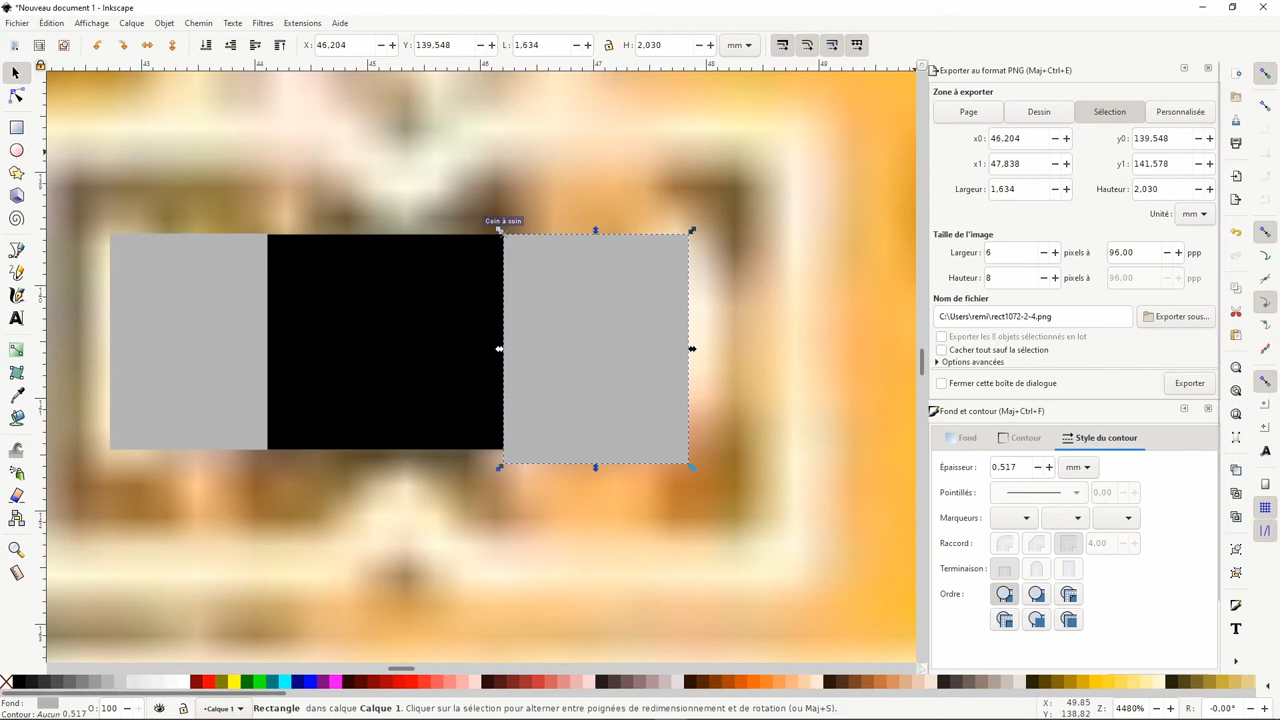 *Nouveau document 1 - Inkscape
Fichier Édition Affichage Calque Objet Chemin Texte Filtres Extensions Aide
X: 46,204 Y: 139,548 L: 1,634 H: 2,030 mm
43 44 45 46 47 48 49
Exporter au format PNG (Maj+Ctrl+E)
Zone à exporter
Page Dessin Sélection Personnalisée
x0: 46,204 y0: 139,548
x1: 47,838 y1: 141,578
Largeur : 1,634 Hauteur : 2,030
Unité : mm
Taille de l'image
Largeur : 6 pixels à 96,00 ppp
Hauteur : 8 pixels à 96,00 ppp
Nom de fichier
C:\Users\remi\rect1072-2-4.png Exporter sous...
Exporter les 8 objets sélectionnés en lot
Cacher tout sauf la sélection
Options avancées
Fermer cette boîte de dialogue Exporter
Coin à coin
Fond et contour (Maj+Ctrl+F)
Fond Contour Style du contour
Épaisseur : 0,517 mm
Pointillés : 0,00
Marqueurs :
Raccord : 4,00
Terminaison :
Ordre :
Fond : O: 100 Calque 1 Rectangle dans calque Calque 1. Cliquer sur la sélection pour alterner entre poignées de redimensionnement et de rotation (ou Maj+S). X: 49.85 Z: 4480% R: -0.00°
Contour : Aucun 0,517 Y: 138.82